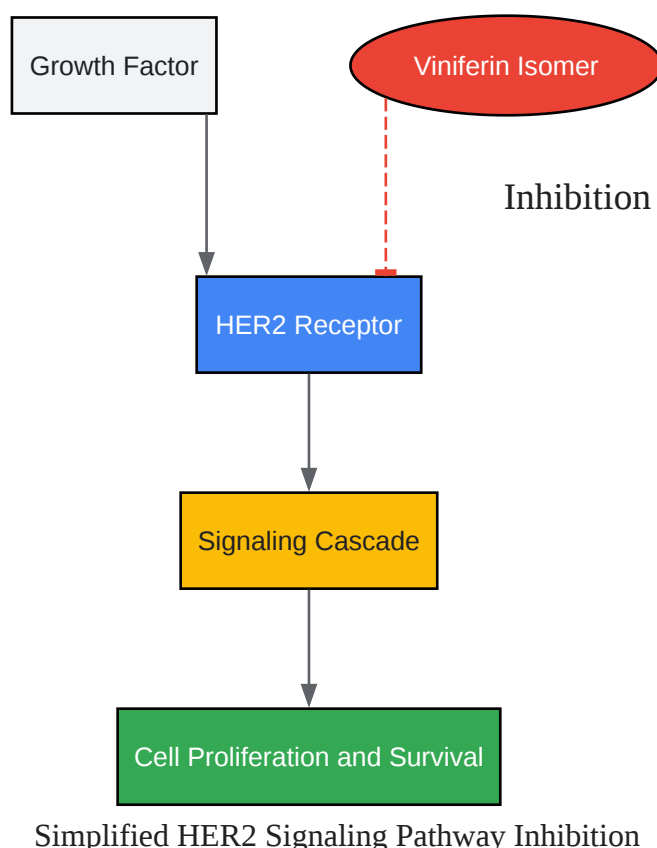 Growth Factor
Viniferin Isomer
Inhibition
HER2 Receptor
Signaling Cascade
Cell Proliferation and Survival
Simplified HER2 Signaling Pathway Inhibition